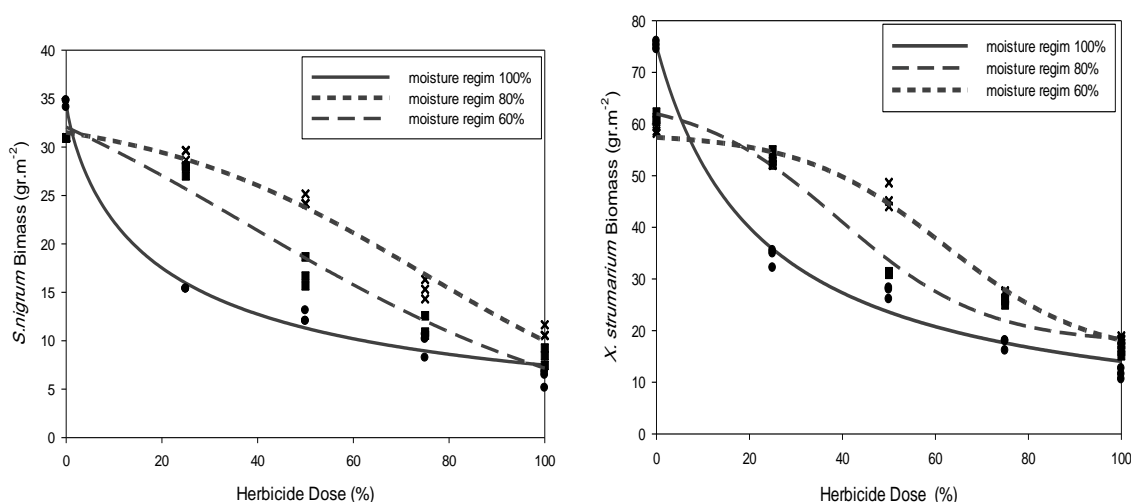 40
35
30
25
20
15
10
5
0
S.nigrum Bimass (gr.m-2)
moisture regim 100%
moisture regim 80%
moisture regim 60%
0 20 40 60 80 100
Herbicide Dose (%)
80
70
60
50
40
30
20
10
0
X. strumarium Biomass (gr.m-2)
moisture regim 100%
moisture regim 80%
moisture regim 60%
0 20 40 60 80 100
Herbicide Dose (%)